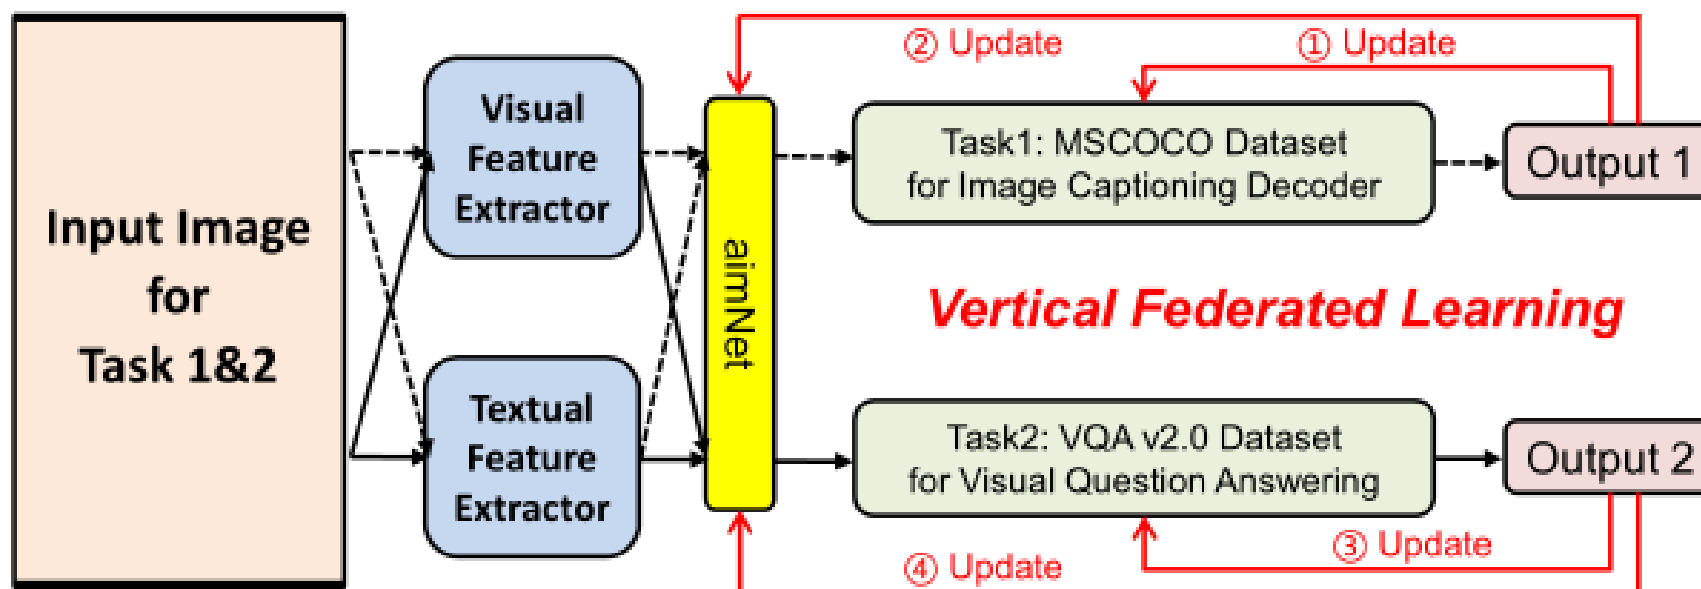 Input Image
for
Task 1&2
Visual
Feature
Extractor
Textual
Feature
Extractor
aimNet
② Update
① Update
Task1: MSCOCO Dataset
for Image Captioning Decoder
Output 1
Vertical Federated Learning
Task2: VQA v2.0 Dataset
for Visual Question Answering
Output 2
③ Update
④ Update